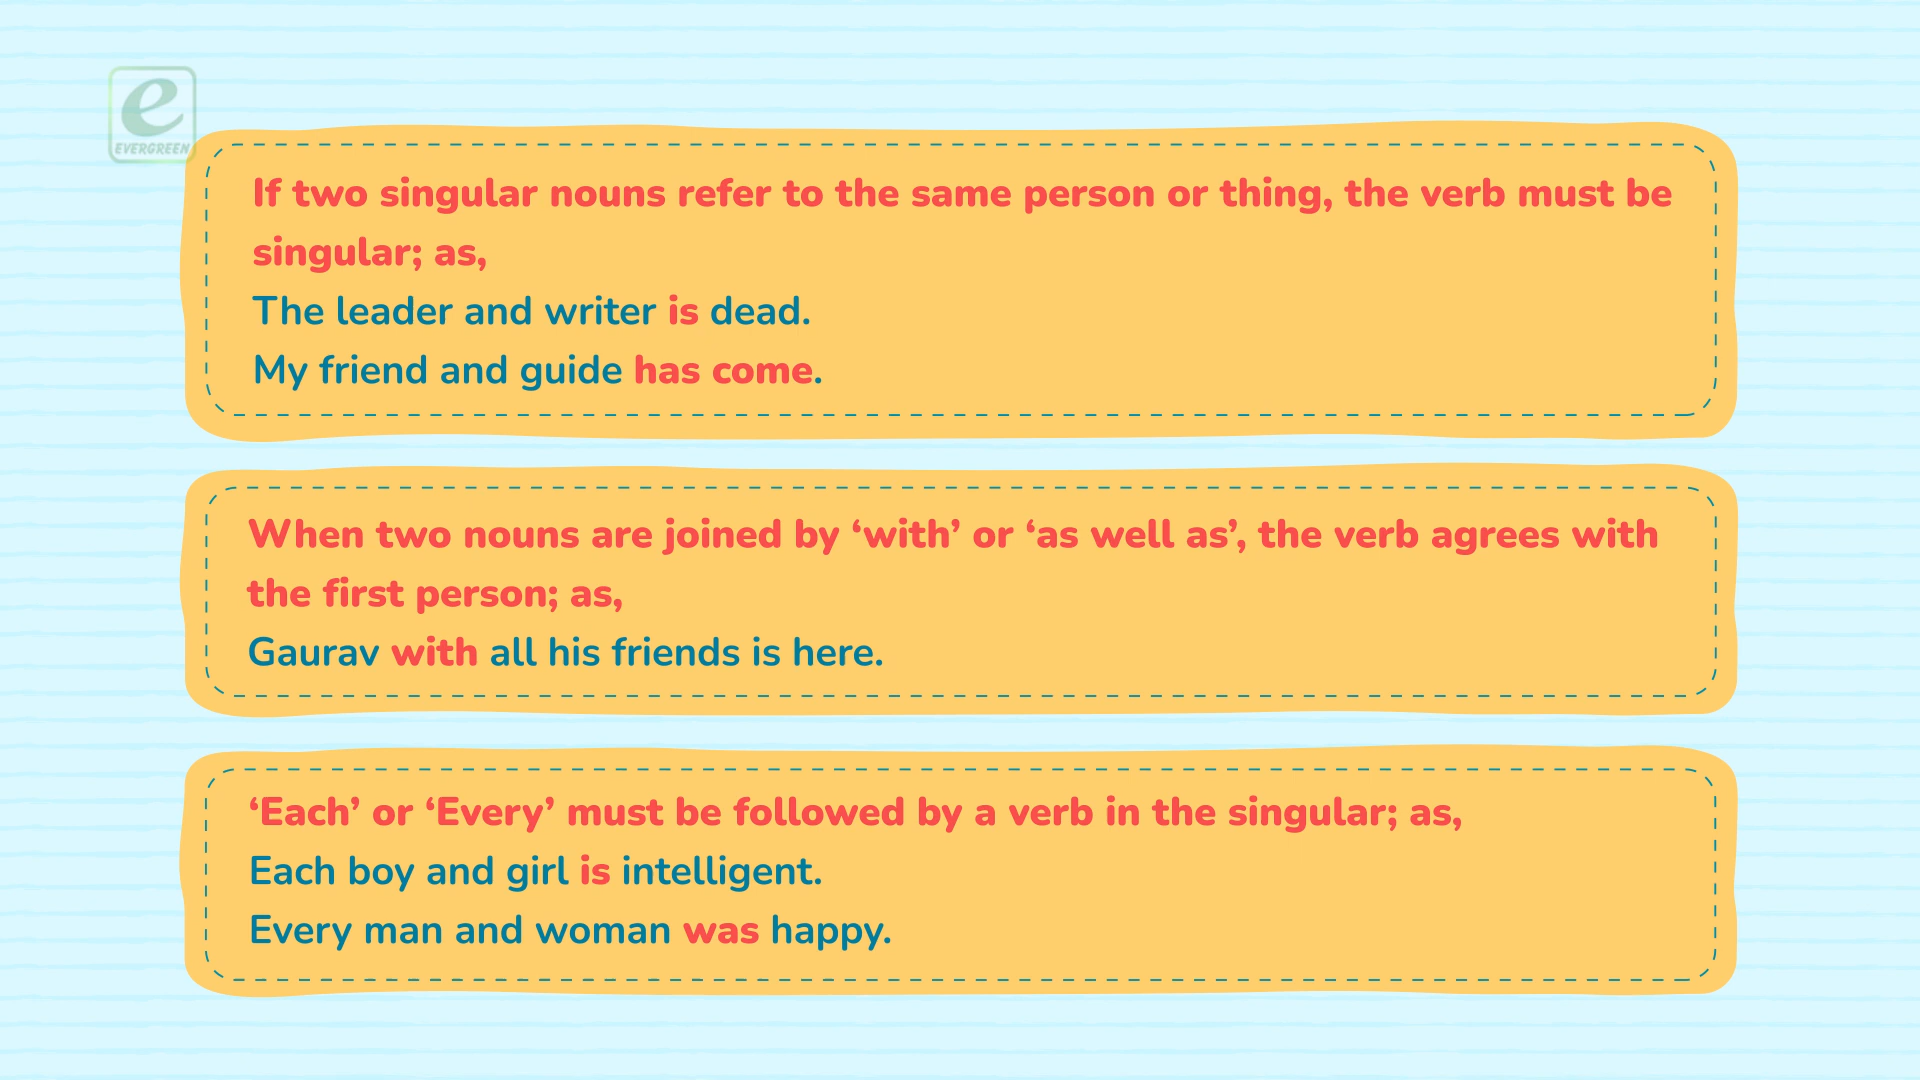 e
EVERGREEN
If two singular nouns refer to the same person or thing, the verb must be
singular; as,
The leader and writer is dead.
My friend and guide has come.
When two nouns are joined by ‘with’ or ‘as well as’, the verb agrees with
the first person; as,
Gaurav with all his friends is here.
‘Each’ or ‘Every’ must be followed by a verb in the singular; as,
Each boy and girl is intelligent.
Every man and woman was happy.